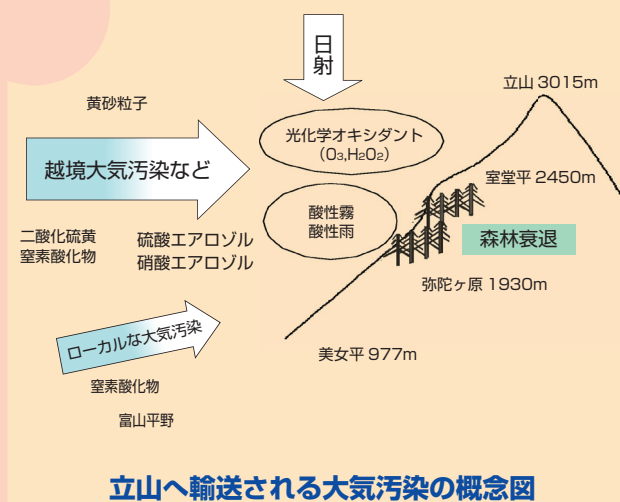 日射
黄砂粒子
立山 3015m
光化学オキシダント
(O₃,H₂O₂)
越境大気汚染など
室堂平 2450m
酸性霧
酸性雨
二酸化硫黄
窒素酸化物
硫酸エアロゾル
硝酸エアロゾル
森林衰退
弥陀ヶ原 1930m
ローカルな大気汚染
美女平 977m
窒素酸化物
富山平野
立山へ輸送される大気汚染の概念図